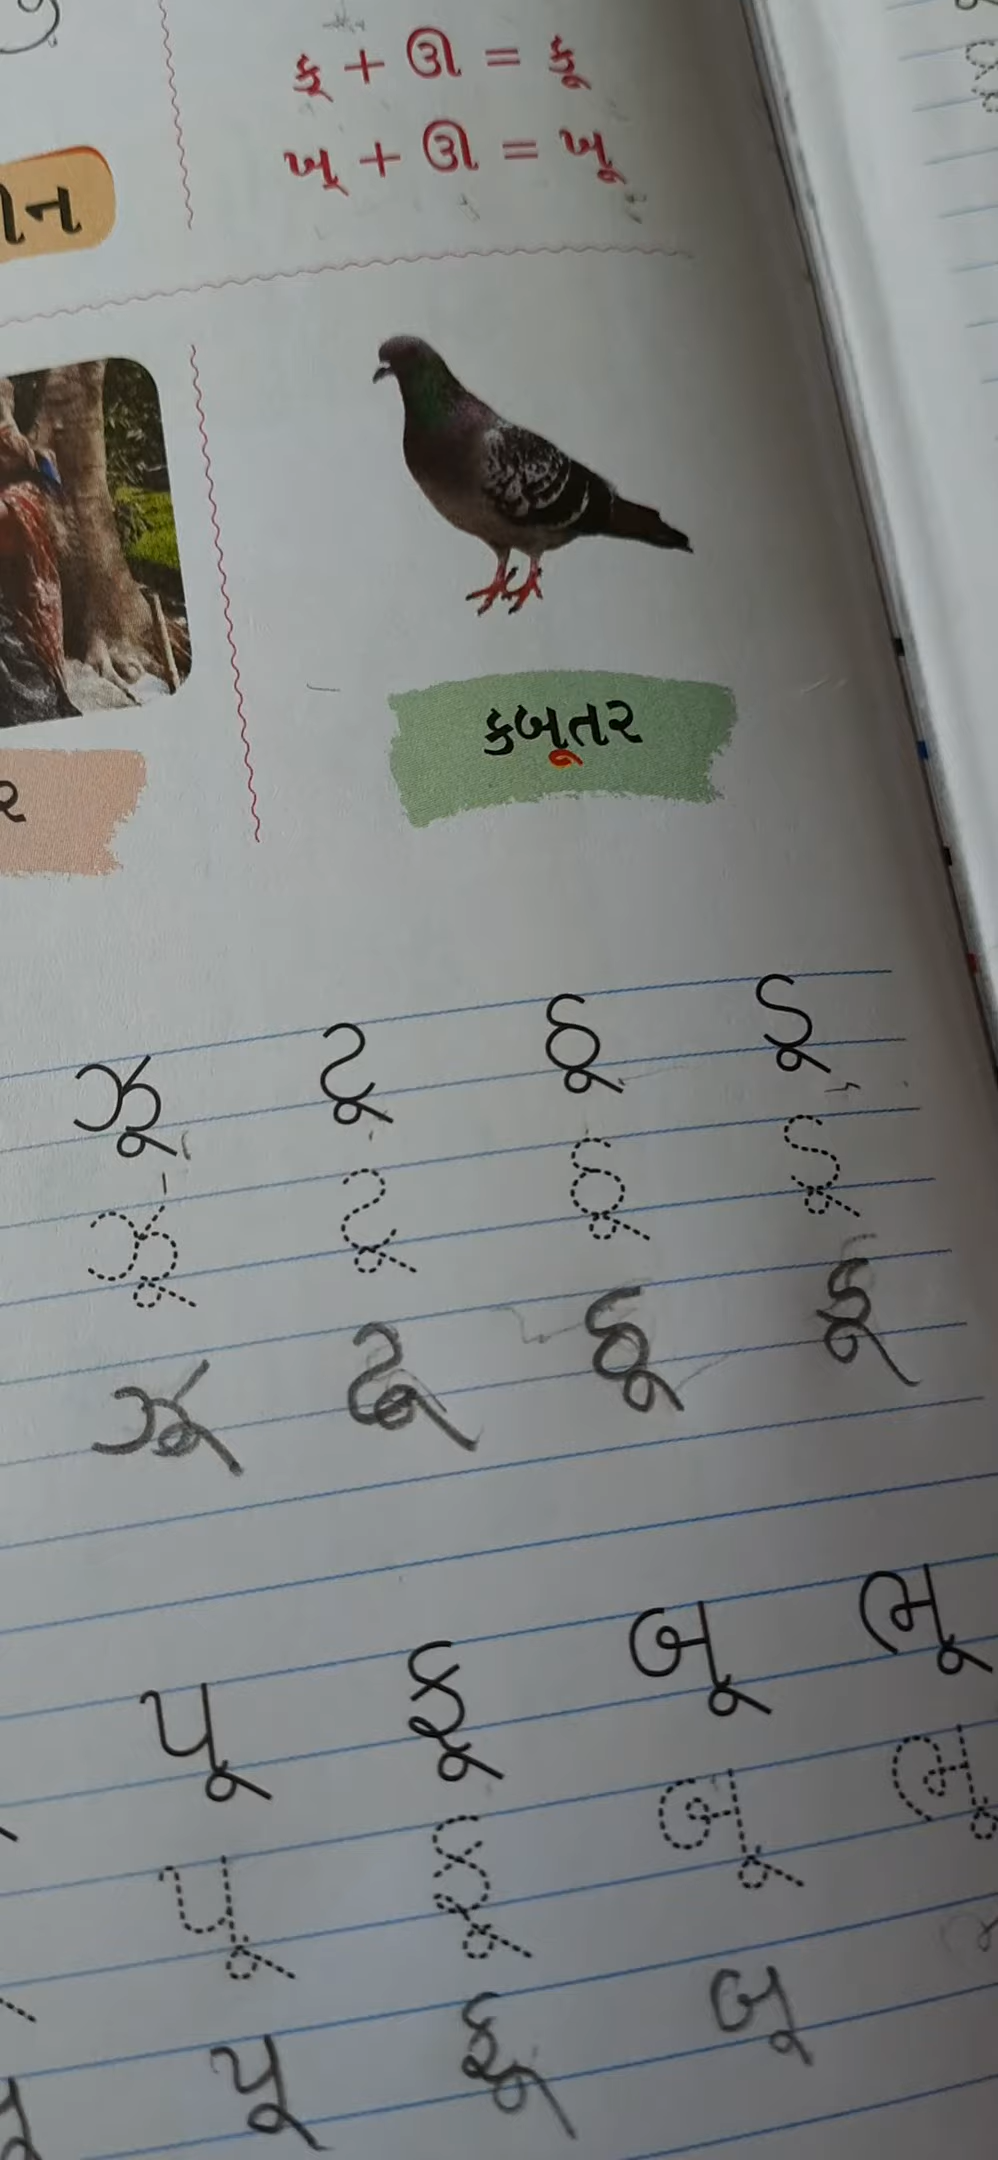 ક્ + ઊ = કૂ
ખ્ + ઊ = ખૂ
ીન
ર
કબૂતર
ઝૂ ટૂ ઠૂ ડૂ
ઝૂ ટૂ ઠૂ ડૂ
ઝૂ ઢૂ ઠૂ ડૂ
પૂ ફૂ બૂ ભૂ
પૂ ફૂ બૂ ભૂ
પૂ ફૂ બૂ